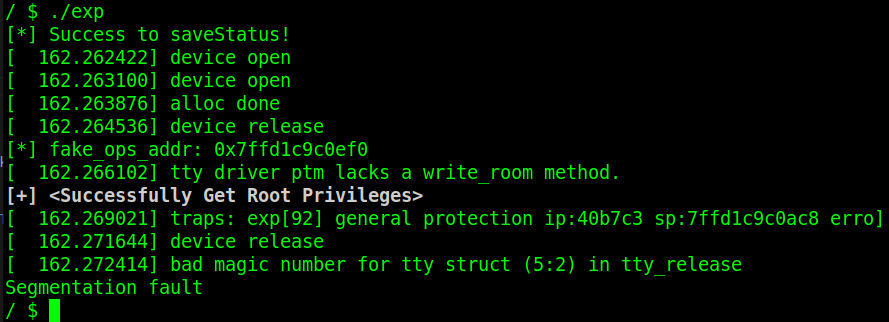 / $ ./exp
[*] Success to saveStatus!
[  162.262422] device open
[  162.263100] device open
[  162.263876] alloc done
[  162.264536] device release
[*] fake_ops_addr: 0x7ffd1c9c0ef0
[  162.266102] tty driver ptm lacks a write_room method.
[+] <Successfully Get Root Privileges>
[  162.269021] traps: exp[92] general protection ip:40b7c3 sp:7ffd1c9c0ac8 erro]
[  162.271644] device release
[  162.272414] bad magic number for tty struct (5:2) in tty_release
Segmentation fault
/ $